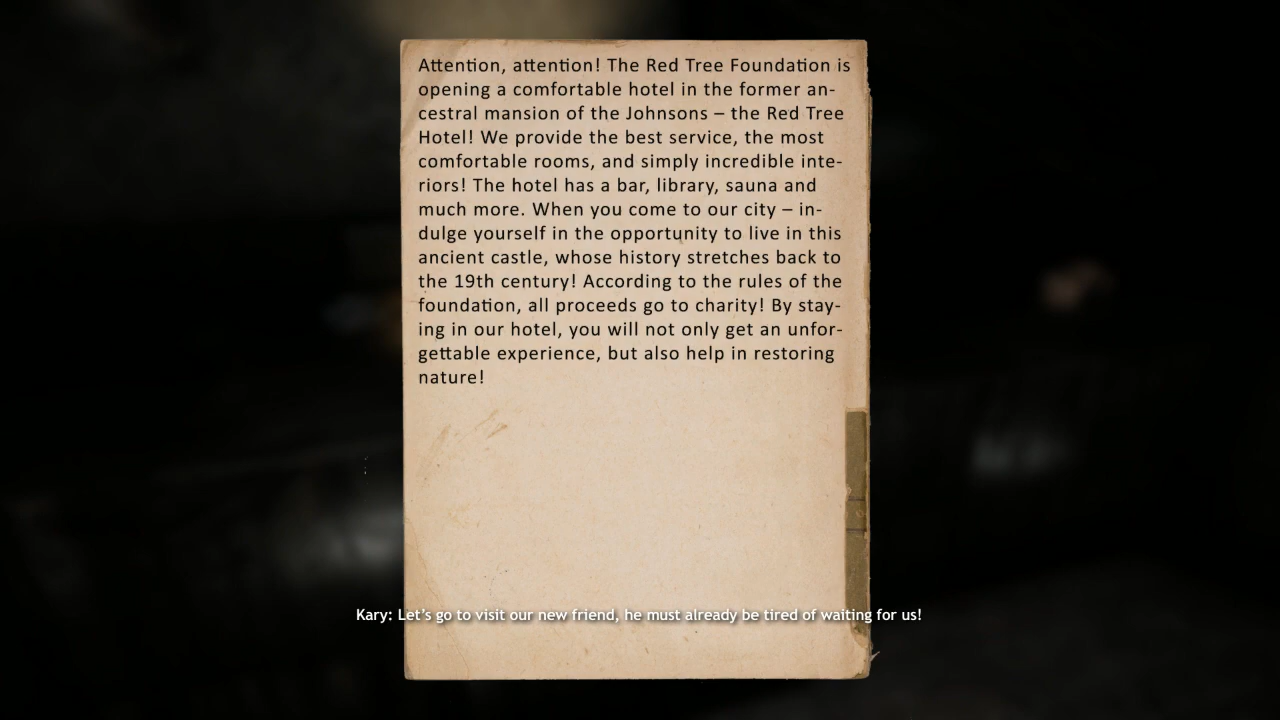 Attention, attention! The Red Tree Foundation is
opening a comfortable hotel in the former an-
cestral mansion of the Johnsons – the Red Tree
Hotel! We provide the best service, the most
comfortable rooms, and simply incredible inte-
riors! The hotel has a bar, library, sauna and
much more. When you come to our city – in-
dulge yourself in the opportunity to live in this
ancient castle, whose history stretches back to
the 19th century! According to the rules of the
foundation, all proceeds go to charity! By stay-
ing in our hotel, you will not only get an unfor-
gettable experience, but also help in restoring
nature!
Kary: Let's go to visit our new friend, he must already be tired of waiting for us!